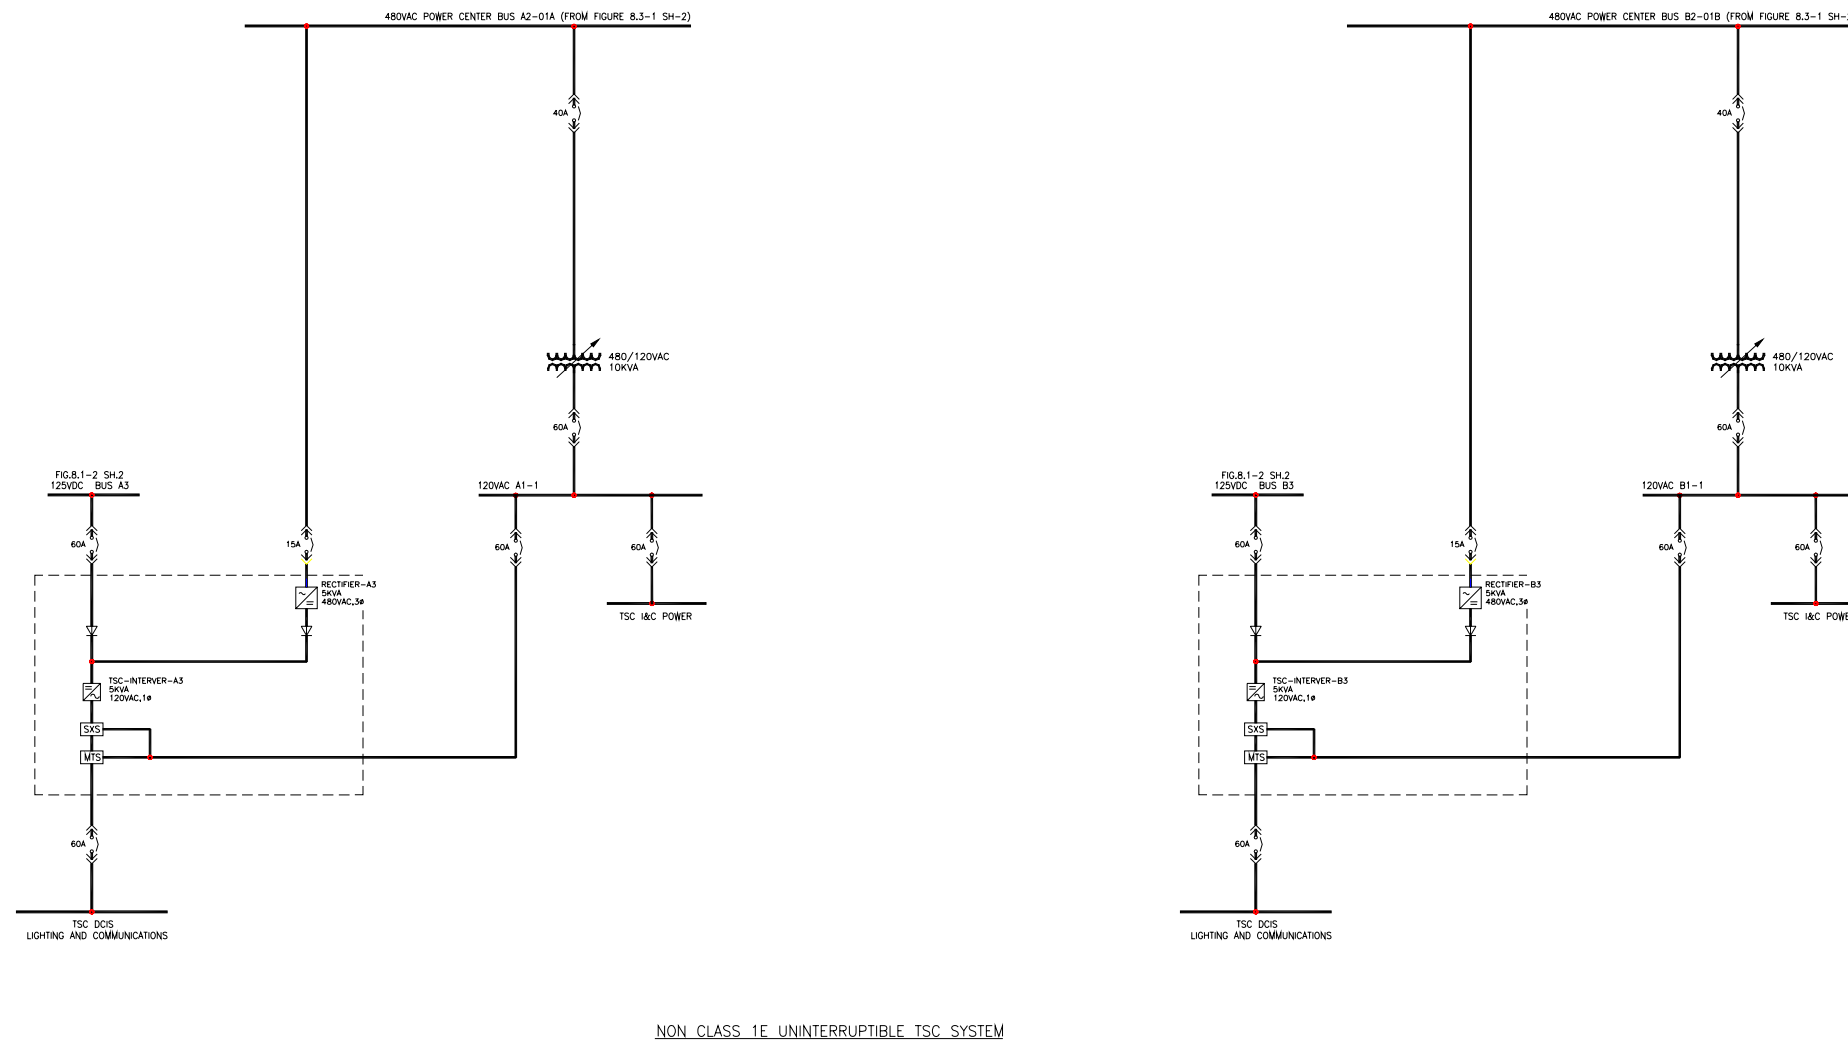 480VAC POWER CENTER BUS A2-01A (FROM FIGURE 8.3-1 SH-2)
40A
480/120VAC
10KVA
60A
FIG.8.1-2 SH.2
125VDC BUS A3
120VAC A1-1
60A
15A
60A
60A
RECTIFIER-A3
5KVA
480VAC,3ø
TSC I&C POWER
TSC-INTERVER-A3
5KVA
120VAC,1ø
SXS
MTS
60A
TSC DCIS
LIGHTING AND COMMUNICATIONS
480VAC POWER CENTER BUS B2-01B (FROM FIGURE 8.3-1 SH-
40A
480/120VAC
10KVA
60A
FIG.8.1-2 SH.2
125VDC BUS B3
120VAC B1-1
60A
15A
60A
60A
RECTIFIER-B3
5KVA
480VAC,3ø
TSC I&C POWE
TSC-INTERVER-B3
5KVA
120VAC,1ø
SXS
MTS
60A
TSC DCIS
LIGHTING AND COMMUNICATIONS
NON CLASS 1E UNINTERRUPTIBLE TSC SYSTEM